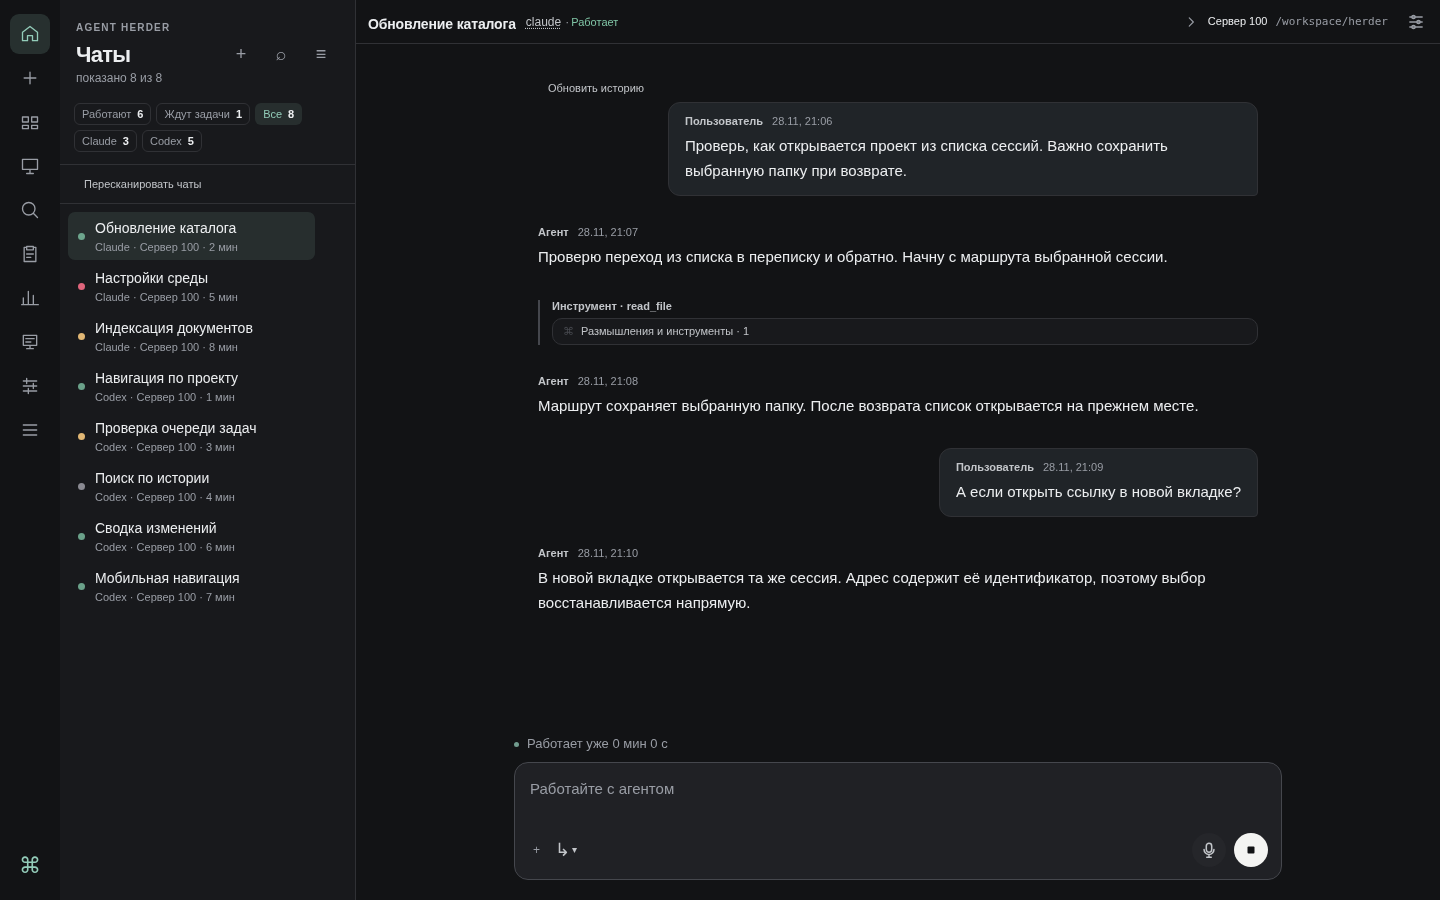 AGENT HERDER
Чаты
показано 8 из 8
Работают 6
Ждут задачи 1
Все 8
Claude 3
Codex 5
Пересканировать чаты
Обновление каталога
Claude · Сервер 100 · 2 мин
Настройки среды
Claude · Сервер 100 · 5 мин
Индексация документов
Claude · Сервер 100 · 8 мин
Навигация по проекту
Codex · Сервер 100 · 1 мин
Проверка очереди задач
Codex · Сервер 100 · 3 мин
Поиск по истории
Codex · Сервер 100 · 4 мин
Сводка изменений
Codex · Сервер 100 · 6 мин
Мобильная навигация
Codex · Сервер 100 · 7 мин
Обновление каталога claude · Работает
Сервер 100 /workspace/herder
Обновить историю
Пользователь 28.11, 21:06
Проверь, как открывается проект из списка сессий. Важно сохранить
выбранную папку при возврате.
Агент 28.11, 21:07
Проверю переход из списка в переписку и обратно. Начну с маршрута выбранной сессии.
Инструмент · read_file
⌘ Размышления и инструменты · 1
Агент 28.11, 21:08
Маршрут сохраняет выбранную папку. После возврата список открывается на прежнем месте.
Пользователь 28.11, 21:09
А если открыть ссылку в новой вкладке?
Агент 28.11, 21:10
В новой вкладке открывается та же сессия. Адрес содержит её идентификатор, поэтому выбор
восстанавливается напрямую.
Работает уже 0 мин 0 с
Работайте с агентом